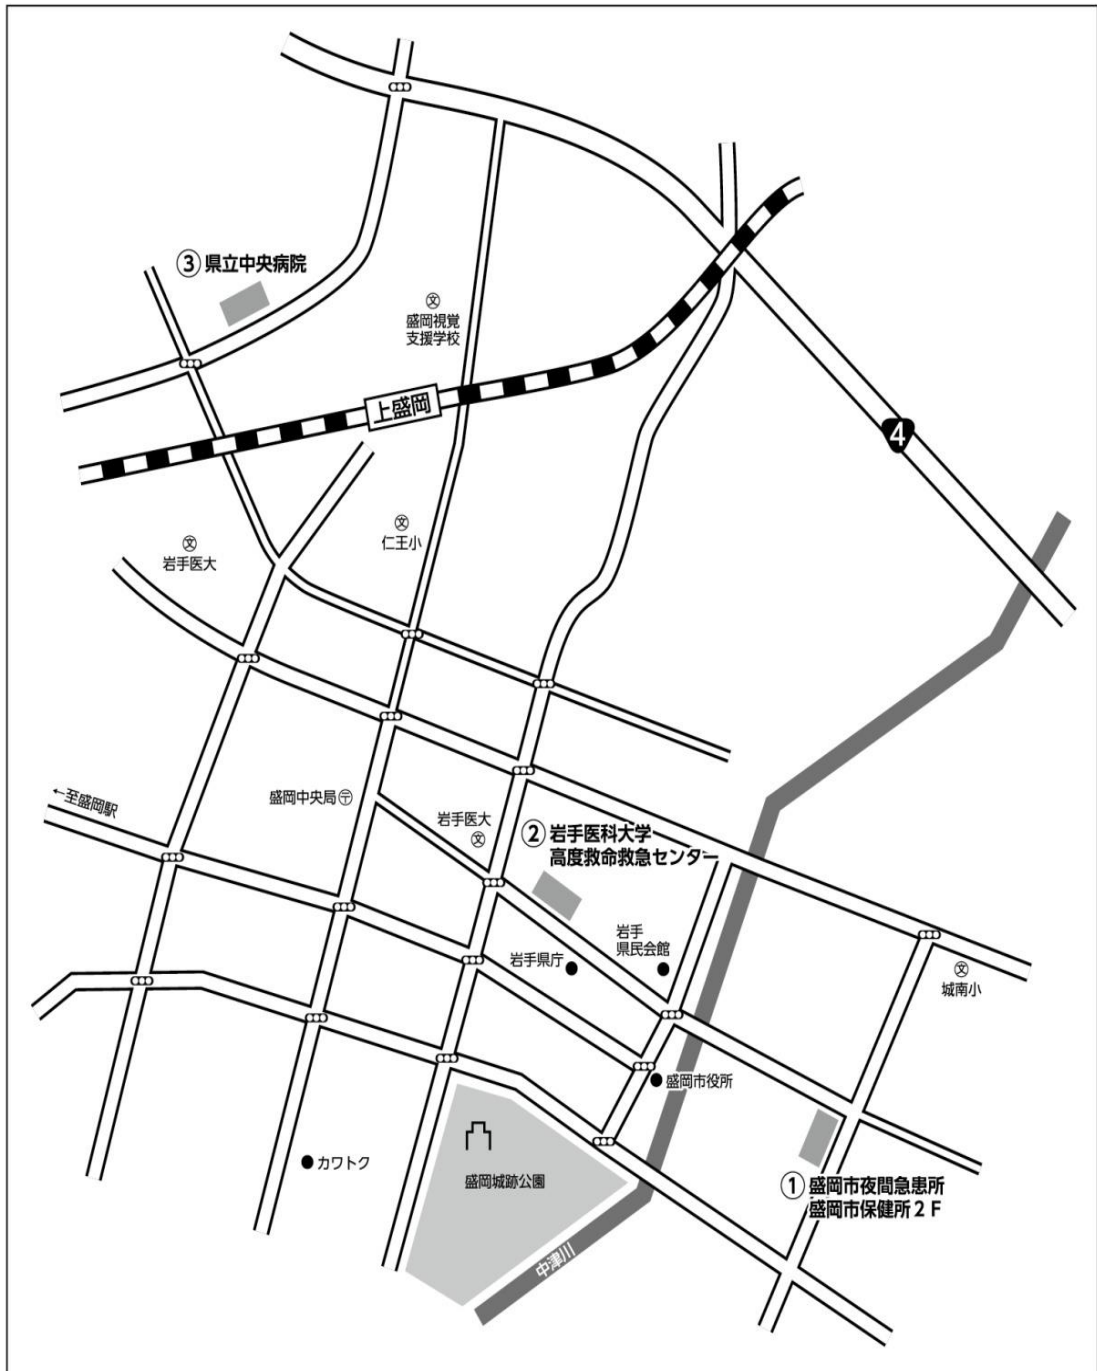 ③ 県立中央病院
文
盛岡視覚
支援学校
上盛岡
4
文
岩手医大
文
仁王小
←至盛岡駅
盛岡中央局〒
岩手医大
文
② 岩手医科大学
高度救命救急センター
岩手県庁
岩手
県民会館
文
城南小
盛岡市役所
カワトク
盛岡城跡公園
① 盛岡市夜間急患所
盛岡市保健所2F
中津川